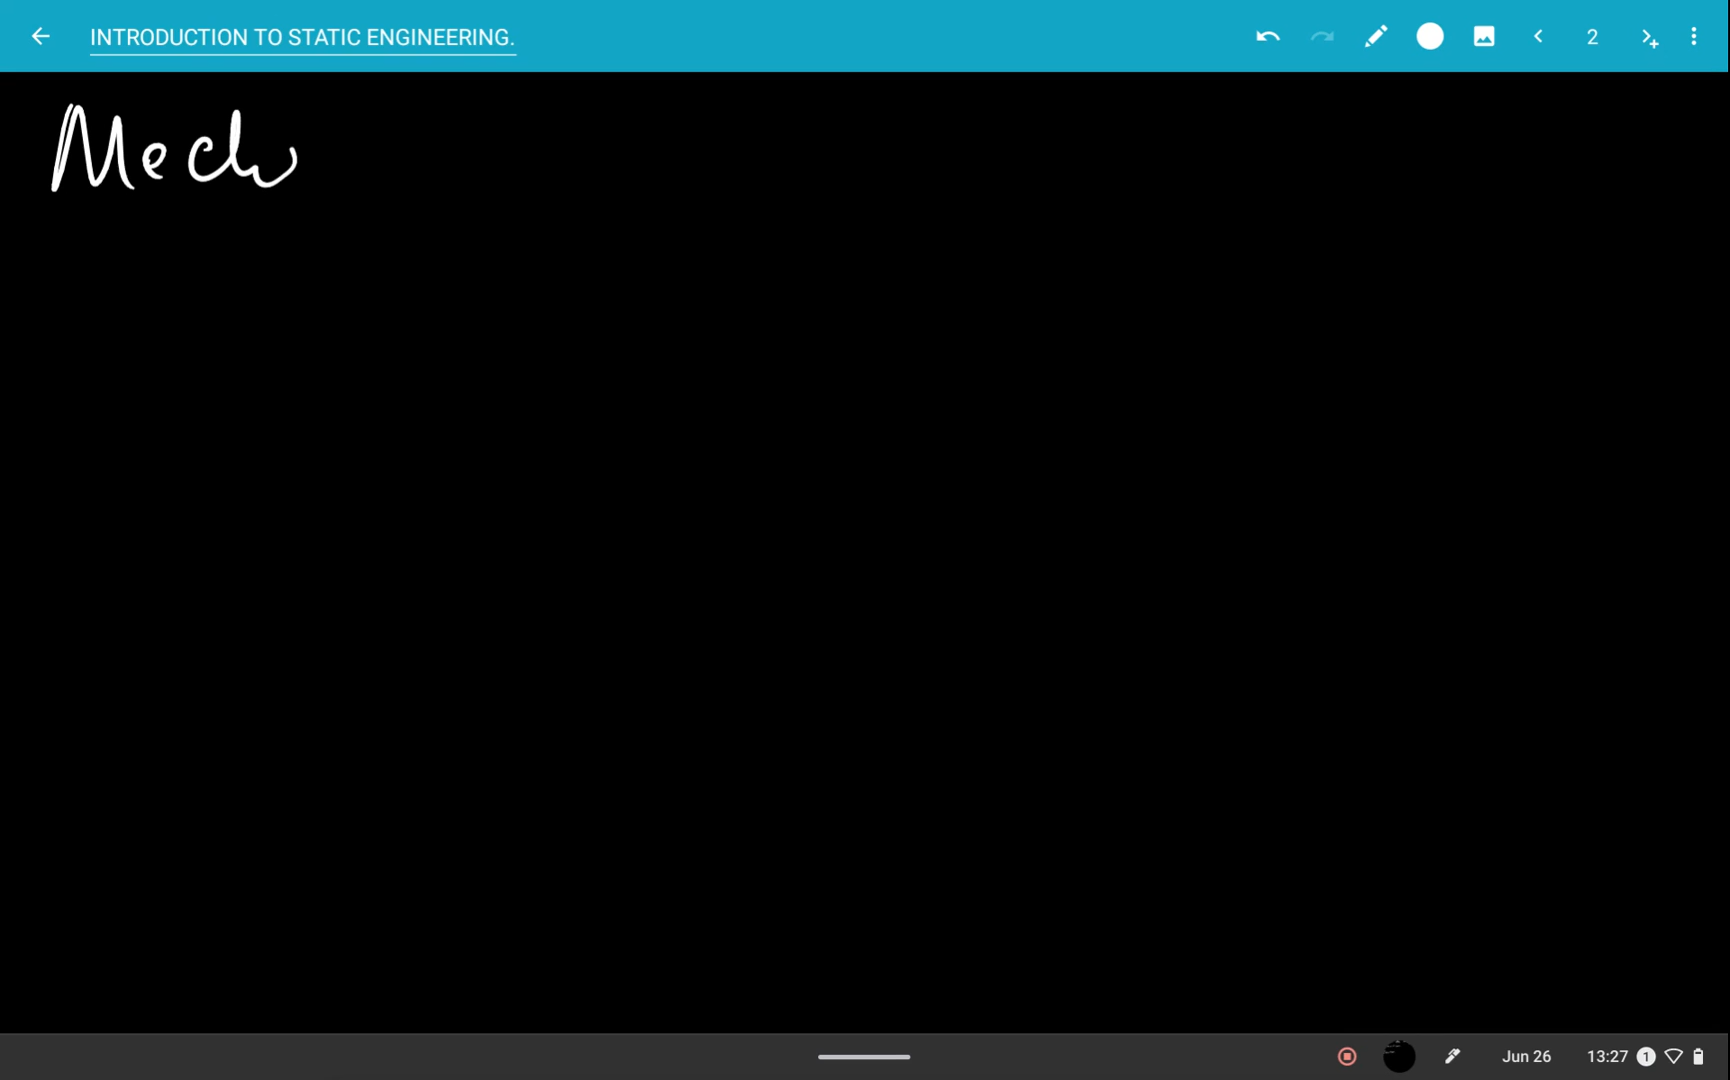 INTRODUCTION TO STATIC ENGINEERING.
2
Mech
Jun 26 13:27 1